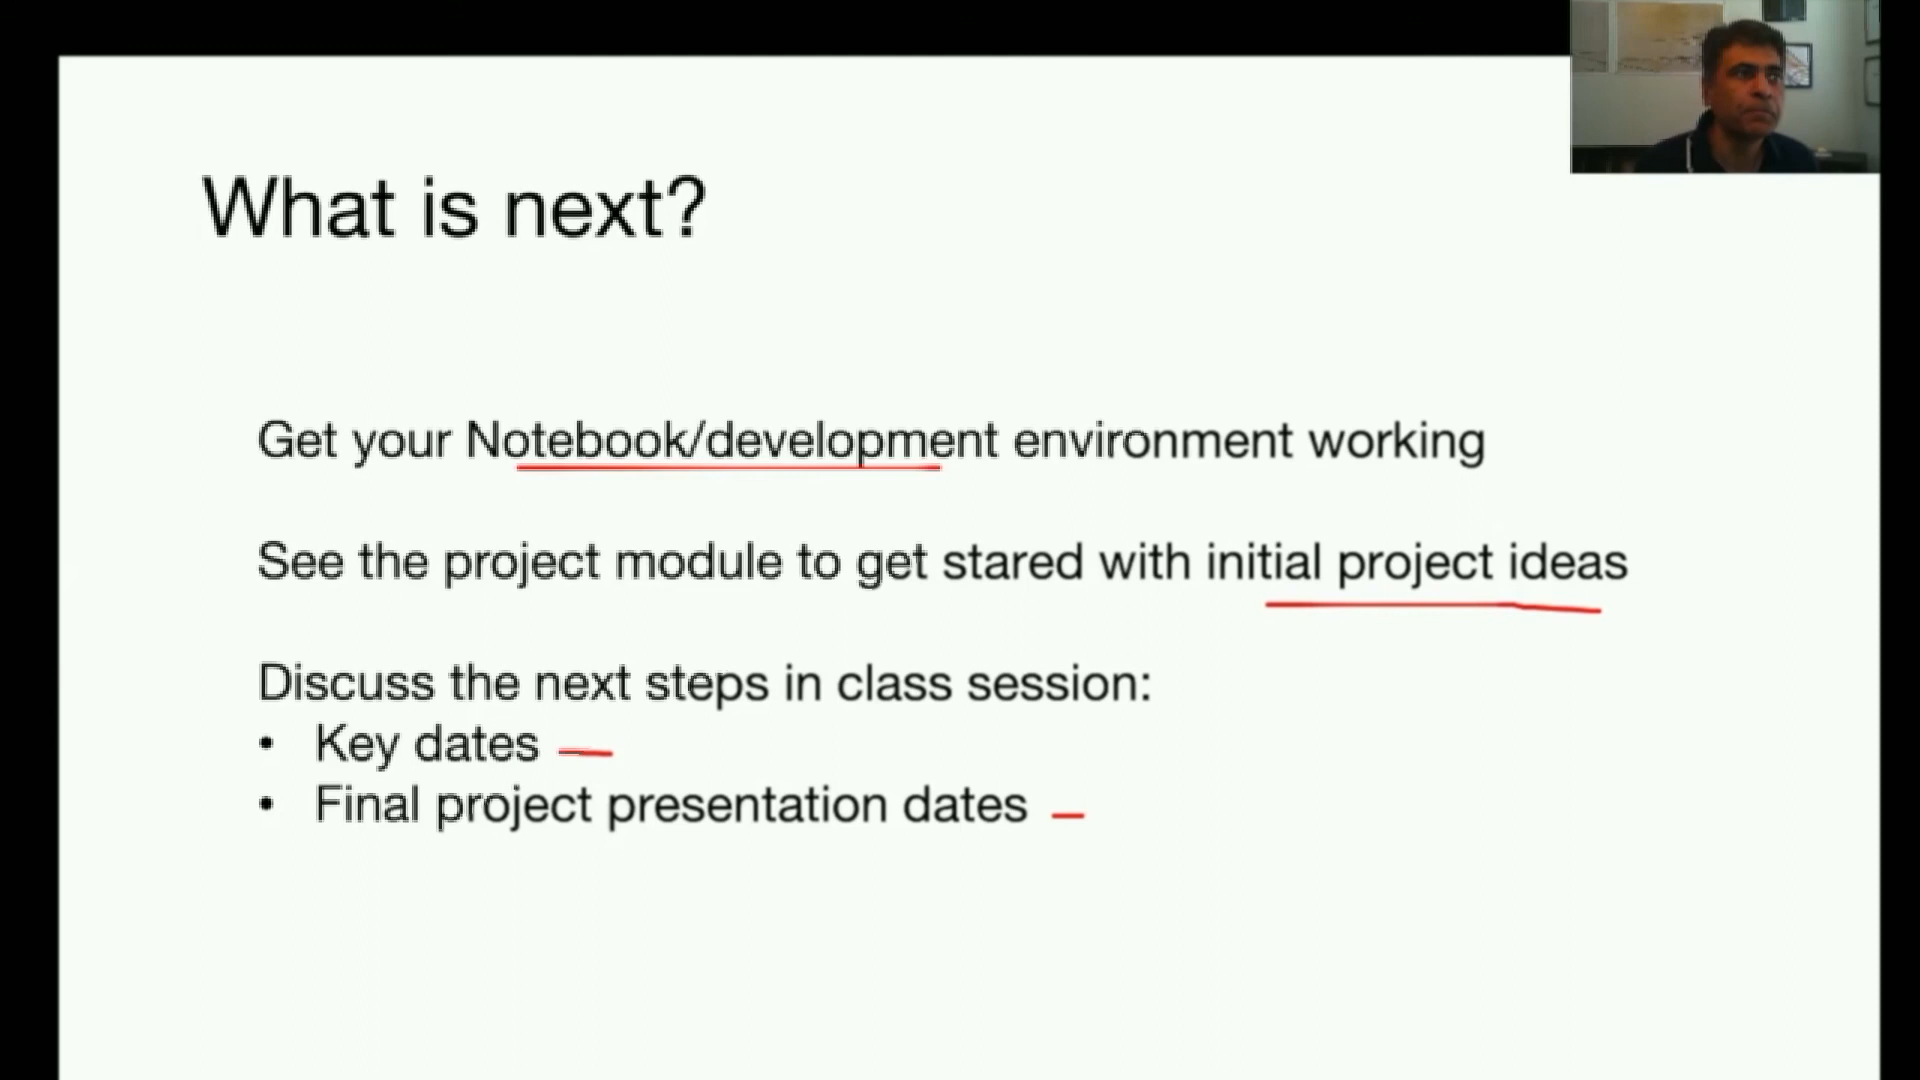 What is next?
Get your Notebook/development environment working
See the project module to get stared with initial project ideas
Discuss the next steps in class session:
• Key dates
• Final project presentation dates